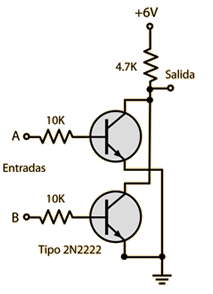 +6V
4.7K
Salida
10K
A
Entradas
10K
B
Tipo 2N2222